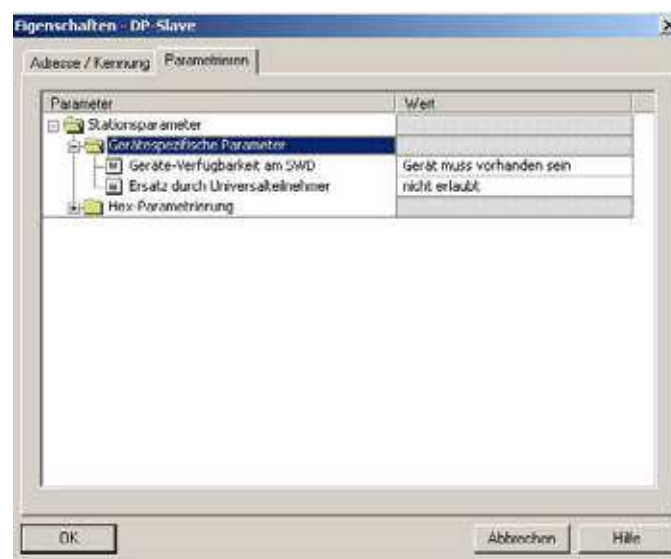 Eigenschaften - DP-Slave
Adresse / Kennung Parametrieren
Parameter Wert
Stationsparameter
Gerätespezifische Parameter
Geräte-Verfügbarkeit am SWD Gerät muss vorhanden sein
Ersatz durch Universalteilnehmer nicht erlaubt
Hex-Parametrierung
OK Abbrechen Hilfe